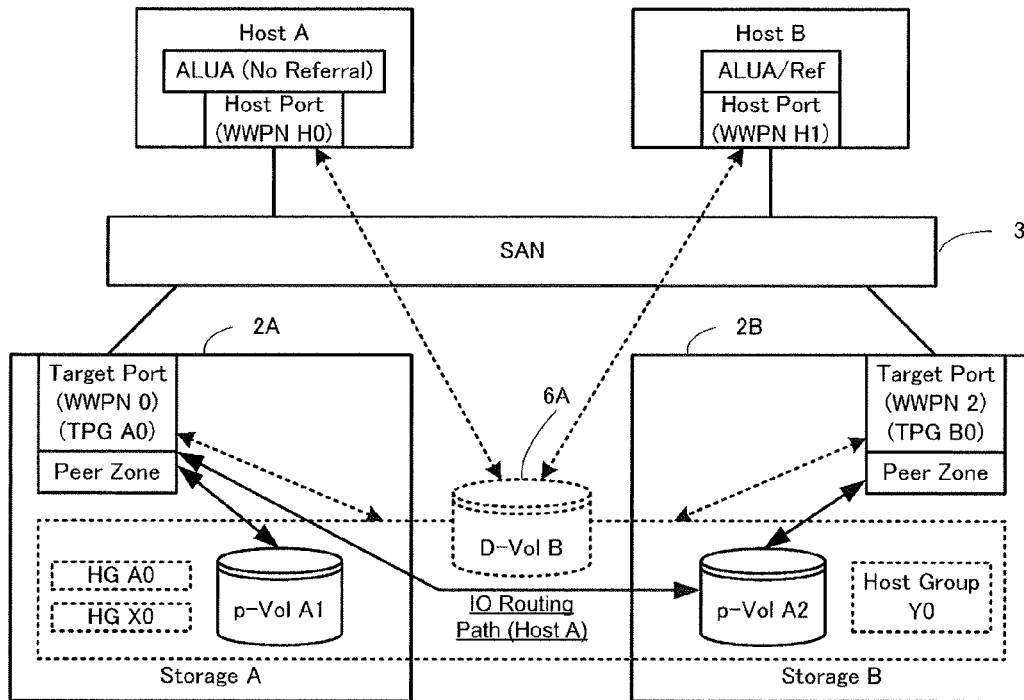 Host A
ALUA (No Referral)
Host Port
(WWPN H0)
Host B
ALUA/Ref
Host Port
(WWPN H1)
SAN
3
2A
2B
Target Port
(WWPN 0)
(TPG A0)
Peer Zone
6A
Target Port
(WWPN 2)
(TPG B0)
Peer Zone
D-Vol B
HG A0
HG X0
p-Vol A1
IO Routing
Path (Host A)
p-Vol A2
Host Group
Y0
Storage A
Storage B